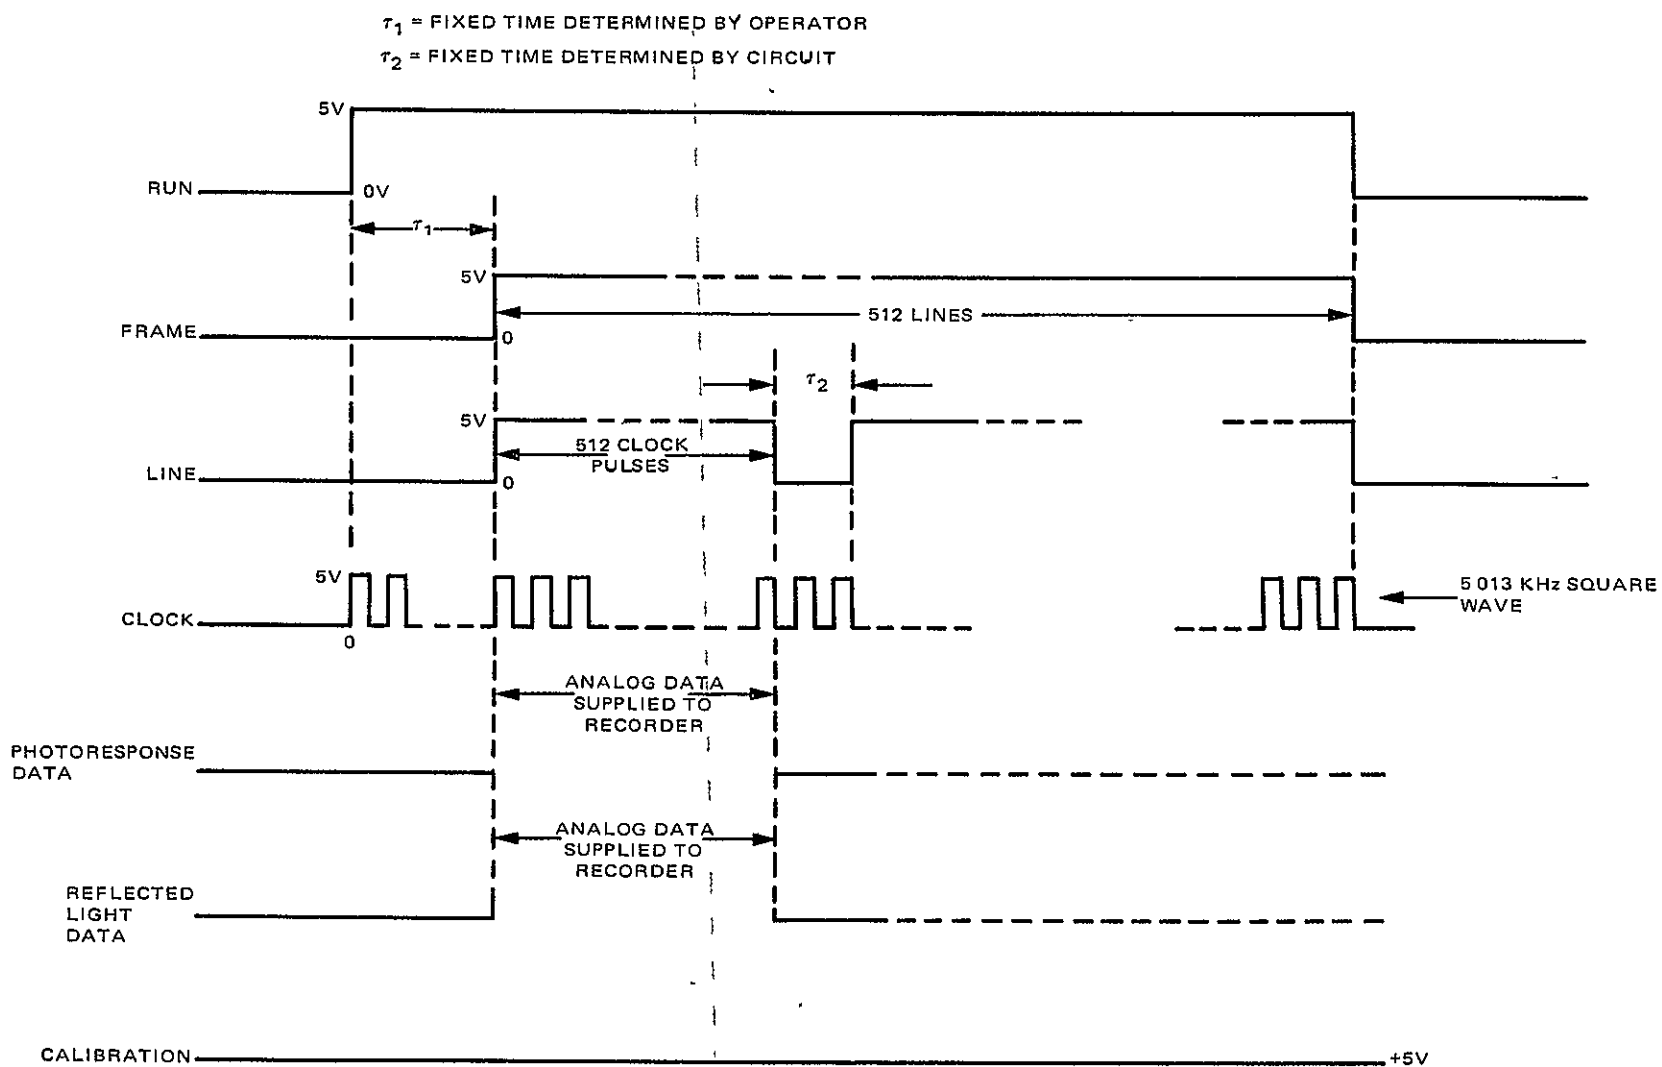 τ1 = FIXED TIME DETERMINED BY OPERATOR
τ2 = FIXED TIME DETERMINED BY CIRCUIT
5V
RUN
0V
τ1
5V
512 LINES
FRAME
0
τ2
5V
512 CLOCK
PULSES
LINE
0
5V
5 013 KHz SQUARE
WAVE
CLOCK
0
ANALOG DATA
SUPPLIED TO
RECORDER
PHOTORESPONSE
DATA
ANALOG DATA
SUPPLIED TO
RECORDER
REFLECTED
LIGHT
DATA
CALIBRATION
+5V